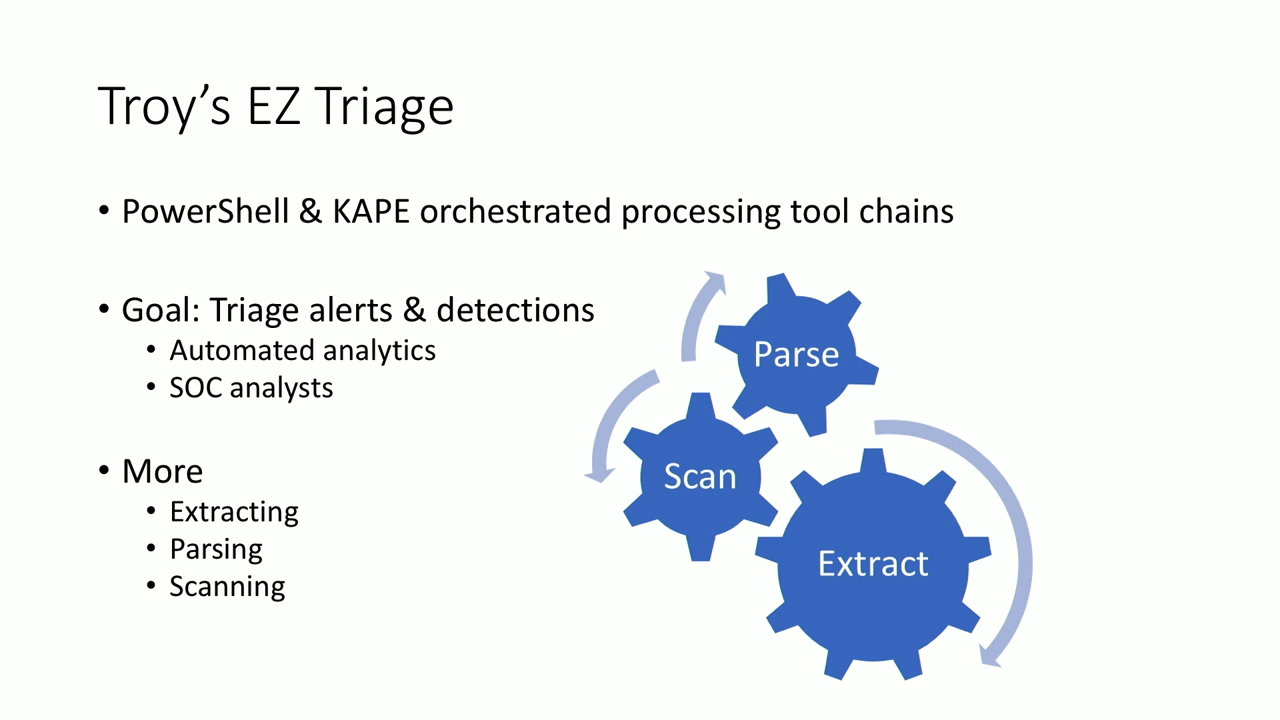 Troy’s EZ Triage
• PowerShell & KAPE orchestrated processing tool chains
• Goal: Triage alerts & detections
• Automated analytics
• SOC analysts
• More
• Extracting
• Parsing
• Scanning
Parse
Scan
Extract